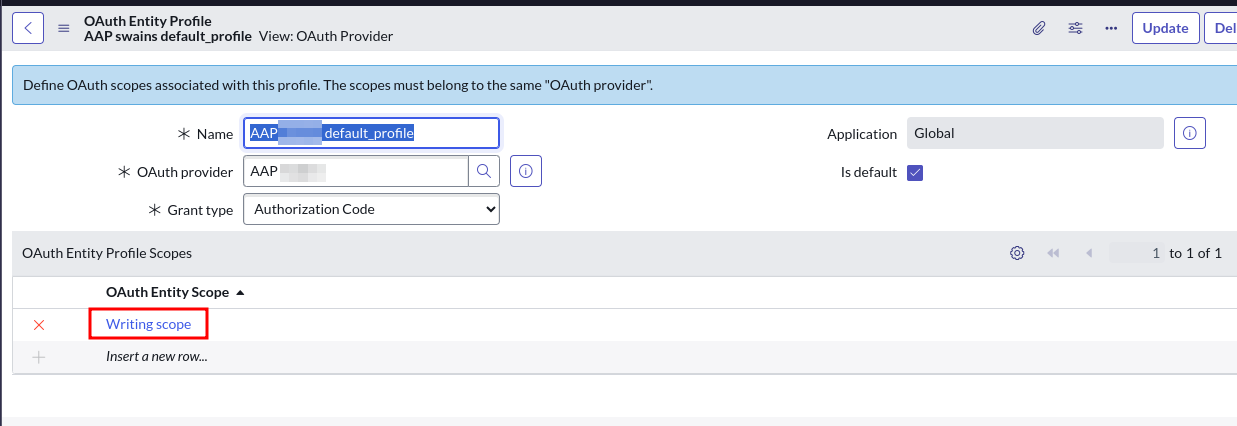 OAuth Entity Profile
AAP swains default_profile View: OAuth Provider
Update
Del
Define OAuth scopes associated with this profile. The scopes must belong to the same "OAuth provider".
Name AAP default_profile
Application Global
OAuth provider AAP
Is default
Grant type Authorization Code
OAuth Entity Profile Scopes
1 to 1 of 1
OAuth Entity Scope
Writing scope
Insert a new row...